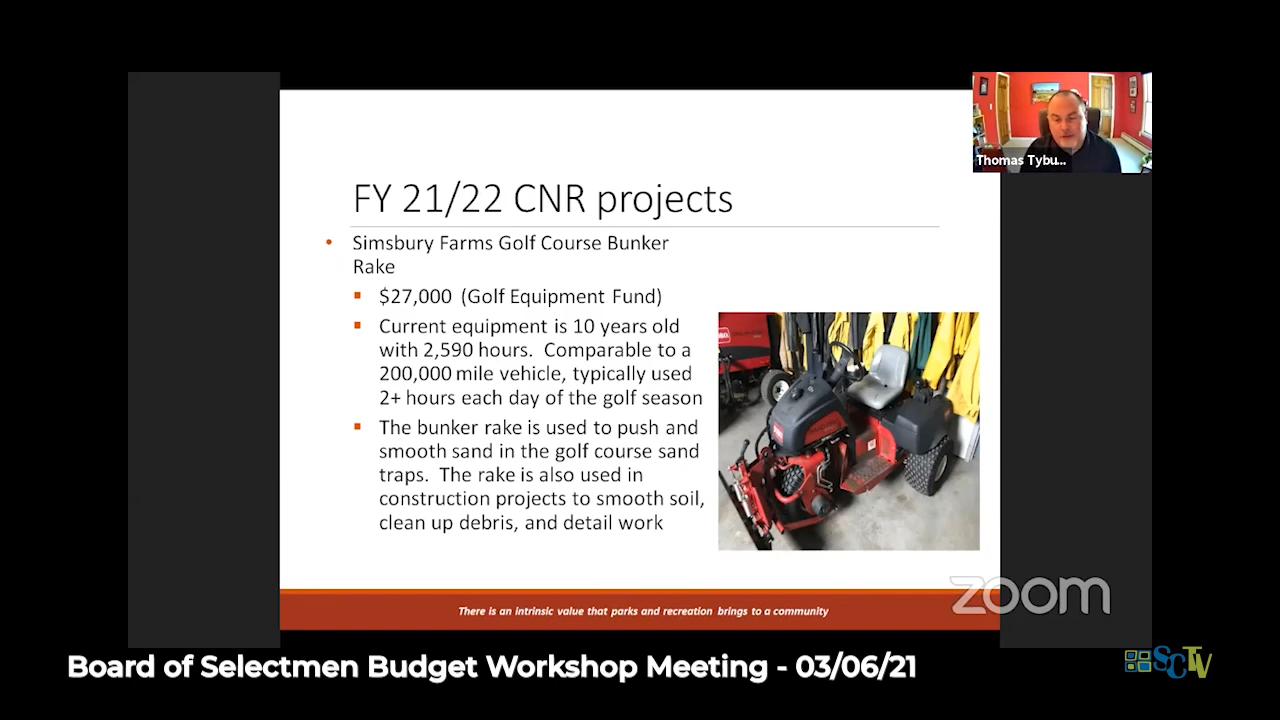 Thomas Tybu...
FY 21/22 CNR projects
Simsbury Farms Golf Course Bunker
Rake
$27,000 (Golf Equipment Fund)
Current equipment is 10 years old
with 2,590 hours. Comparable to a
200,000 mile vehicle, typically used
2+ hours each day of the golf season
The bunker rake is used to push and
smooth sand in the golf course sand
traps. The rake is also used in
construction projects to smooth soil,
clean up debris, and detail work
There is an intrinsic value that parks and recreation brings to a community
zoom
Board of Selectmen Budget Workshop Meeting - 03/06/21
SCTV